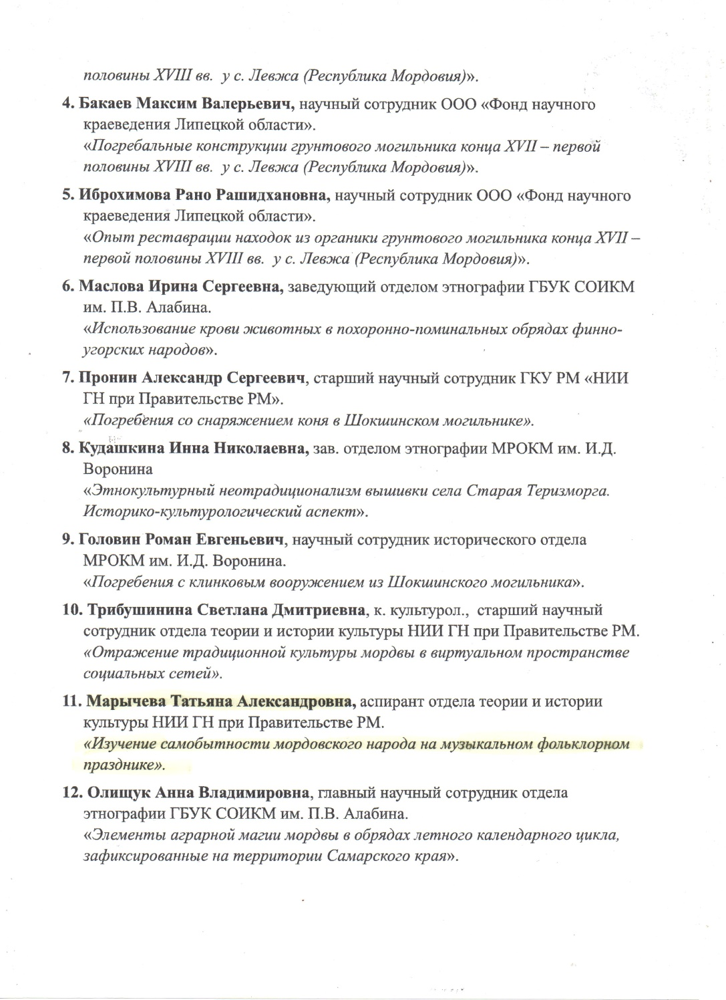 половины XVIII вв.  у с. Левжа (Республика Мордовия)».
4. Бакаев Максим Валерьевич, научный сотрудник ООО «Фонд научного
краеведения Липецкой области».
«Погребальные конструкции грунтового могильника конца XVII – первой
половины XVIII вв.  у с. Левжа (Республика Мордовия)».
5. Иброхимова Рано Рашидхановна, научный сотрудник ООО «Фонд научного
краеведения Липецкой области».
«Опыт реставрации находок из органики грунтового могильника конца XVII –
первой половины XVIII вв.  у с. Левжа (Республика Мордовия)».
6. Маслова Ирина Сергеевна, заведующий отделом этнографии ГБУК СОИКМ
им. П.В. Алабина.
«Использование крови животных в похоронно-поминальных обрядах финно-
угорских народов».
7. Пронин Александр Сергеевич, старший научный сотрудник ГКУ РМ «НИИ
ГН при Правительстве РМ».
«Погребения со снаряжением коня в Шокшинском могильнике».
8. Кудашкина Инна Николаевна, зав. отделом этнографии МРОКМ им. И.Д.
Воронина
«Этнокультурный неотрадиционализм вышивки села Старая Теризморга.
Историко-культурологический аспект».
9. Головин Роман Евгеньевич, научный сотрудник исторического отдела
МРОКМ им. И.Д. Воронина.
«Погребения с клинковым вооружением из Шокшинского могильника».
10. Трибушинина Светлана Дмитриевна, к. культурол.,  старший научный
сотрудник отдела теории и истории культуры НИИ ГН при Правительстве РМ.
«Отражение традиционной культуры мордвы в виртуальном пространстве
социальных сетей».
11. Марычева Татьяна Александровна, аспирант отдела теории и истории
культуры НИИ ГН при Правительстве РМ.
«Изучение самобытности мордовского народа на музыкальном фольклорном
празднике».
12. Олищук Анна Владимировна, главный научный сотрудник отдела
этнографии ГБУК СОИКМ им. П.В. Алабина.
«Элементы аграрной магии мордвы в обрядах летного календарного цикла,
зафиксированные на территории Самарского края».